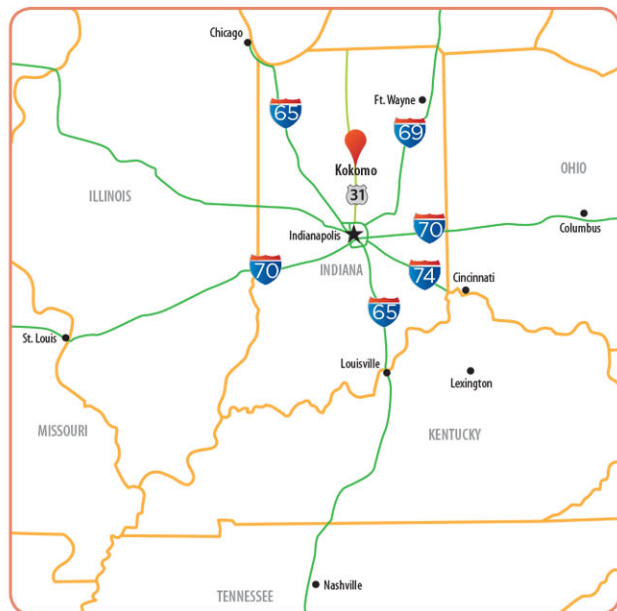 Chicago
65
Ft. Wayne
69
Kokomo
31
ILLINOIS
OHIO
Indianapolis
70
Columbus
INDIANA
70
74
Cincinnati
65
St. Louis
Louisville
Lexington
MISSOURI
KENTUCKY
Nashville
TENNESSEE